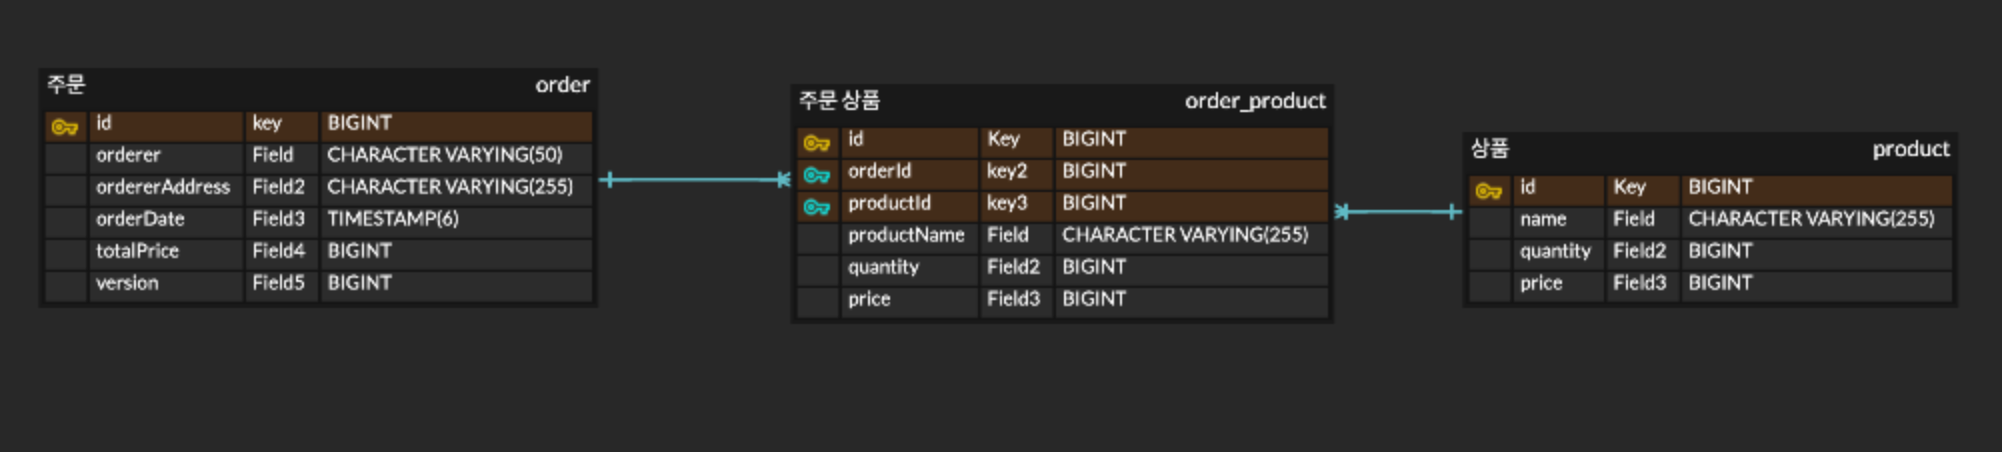 주문 order
id key BIGINT
orderer Field CHARACTER VARYING(50)
ordererAddress Field2 CHARACTER VARYING(255)
orderDate Field3 TIMESTAMP(6)
totalPrice Field4 BIGINT
version Field5 BIGINT
주문 상품 order_product
id Key BIGINT
orderId key2 BIGINT
productId key3 BIGINT
productName Field CHARACTER VARYING(255)
quantity Field2 BIGINT
price Field3 BIGINT
상품 product
id Key BIGINT
name Field CHARACTER VARYING(255)
quantity Field2 BIGINT
price Field3 BIGINT